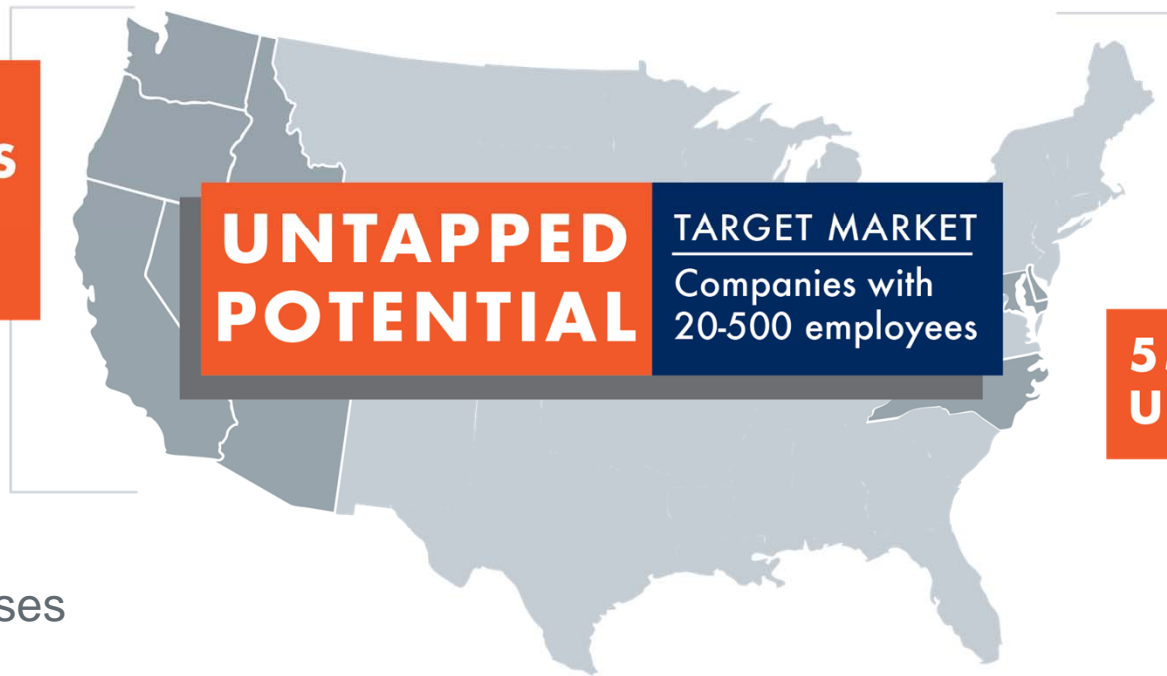 UNTAPPED
POTENTIAL
TARGET MARKET
Companies with
20-500 employees